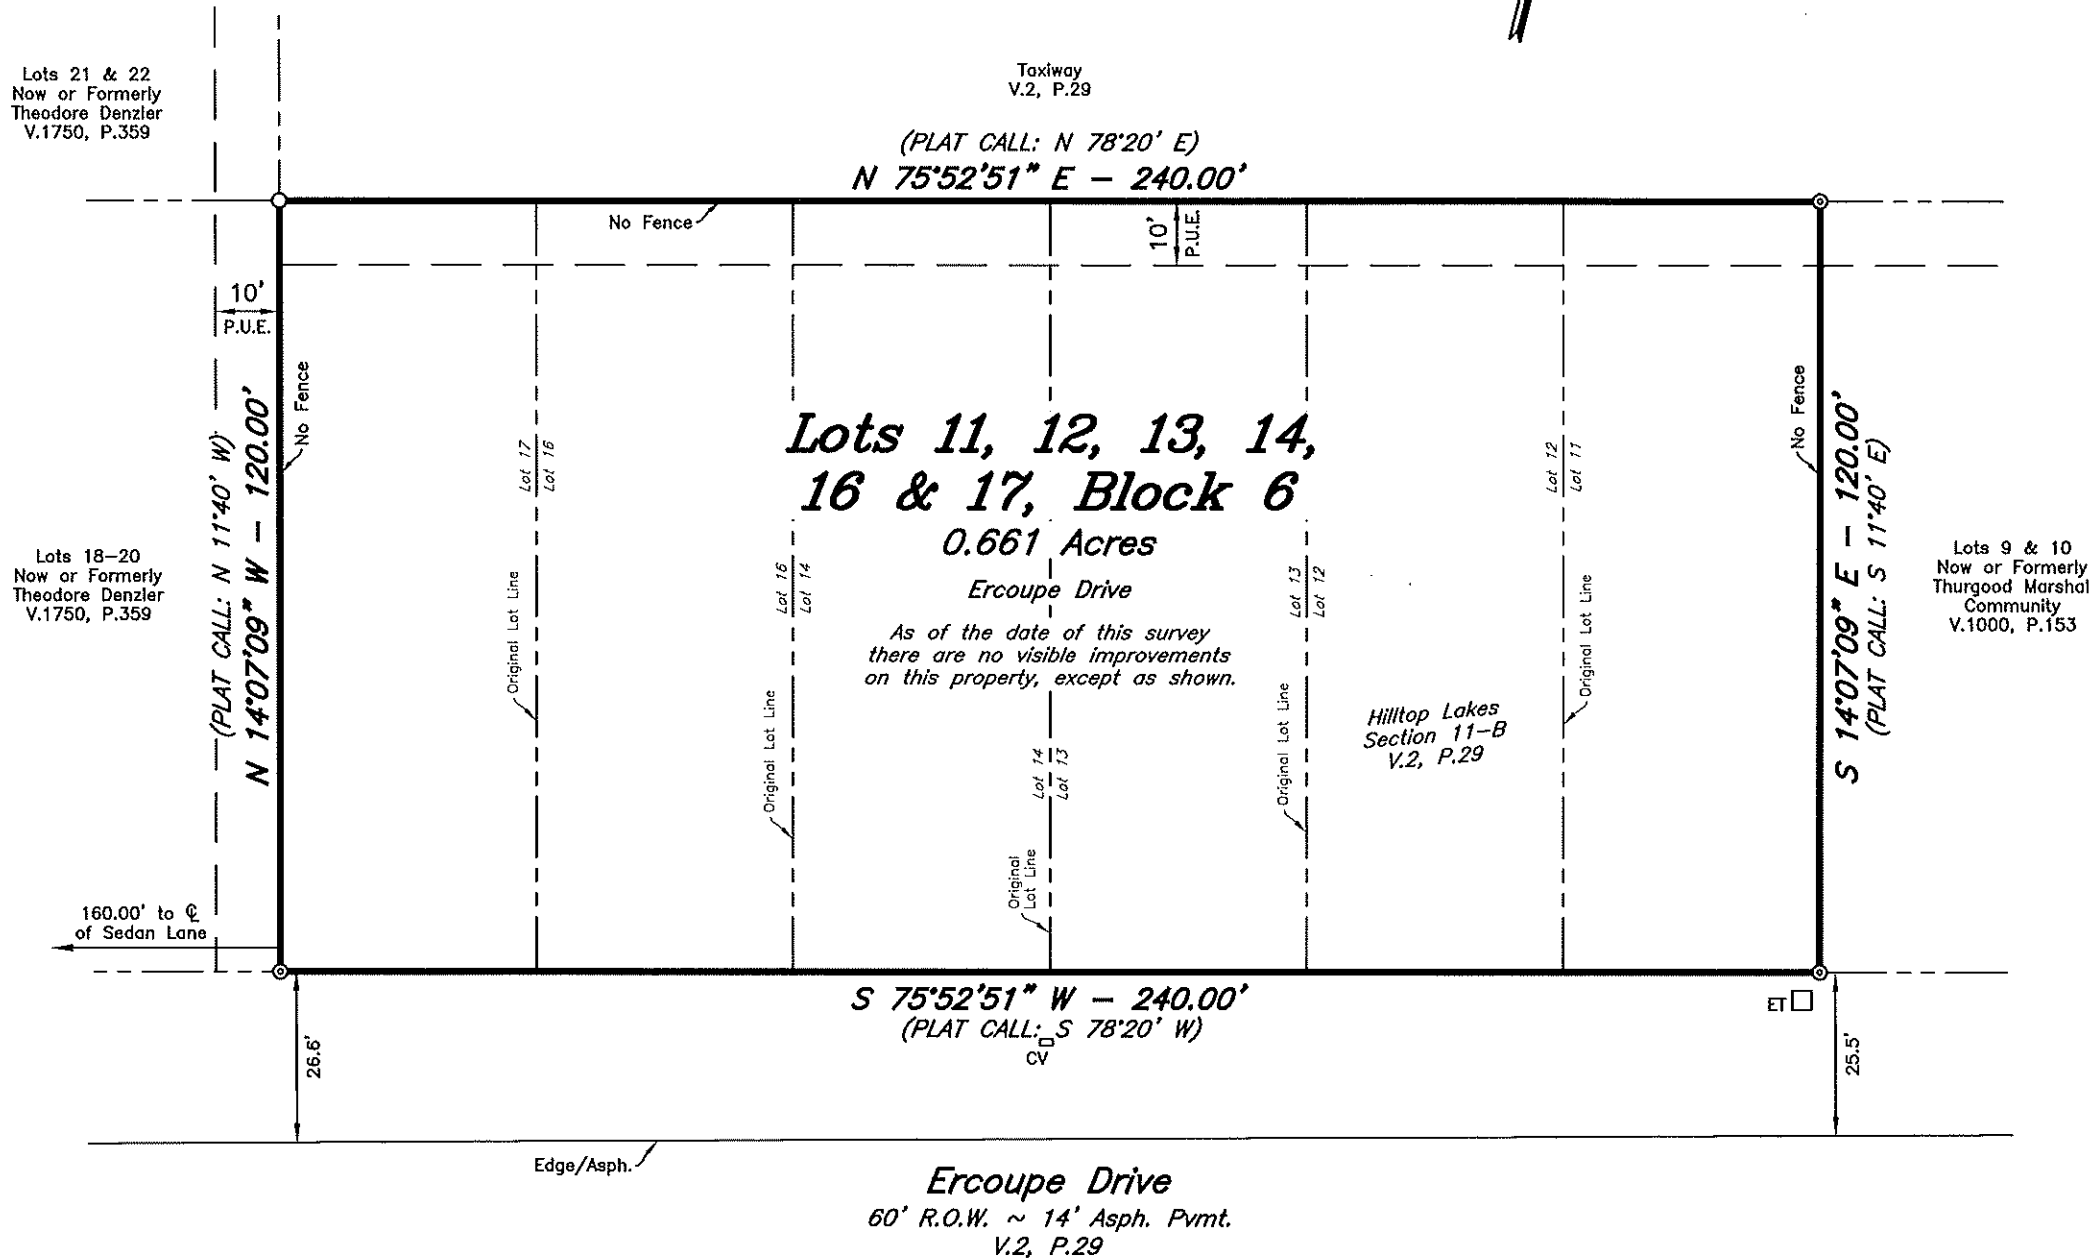 Lots 21 & 22
Now or Formerly
Theodore Denzler
V.1750, P.359
Taxiway
V.2, P.29
(PLAT CALL: N 78°20' E)
N 75°52'51" E – 240.00'
No Fence
10'
P.U.E.
10'
P.U.E.
No Fence
(PLAT CALL: N 11°40' W)
N 14°07'09" W – 120.00'
Lots 18–20
Now or Formerly
Theodore Denzler
V.1750, P.359
Lot 17
Lot 16
Original Lot Line
Lots 11, 12, 13, 14,
16 & 17, Block 6
0.661 Acres
Ercoupe Drive
As of the date of this survey
there are no visible improvements
on this property, except as shown.
Lot 16
Lot 14
Original Lot Line
Lot 14
Lot 13
Original
Lot Line
Lot 13
Lot 12
Original Lot Line
Lot 12
Lot 11
Original Lot Line
Hilltop Lakes
Section 11–B
V.2, P.29
No Fence
S 14°07'09" E – 120.00'
(PLAT CALL: S 11°40' E)
Lots 9 & 10
Now or Formerly
Thurgood Marshal
Community
V.1000, P.153
160.00' to ℄
of Sedan Lane
S 75°52'51" W – 240.00'
(PLAT CALL: S 78°20' W)
CV
ET
26.6'
25.5'
Edge/Asph.
Ercoupe Drive
60' R.O.W. ~ 14' Asph. Pvmt.
V.2, P.29